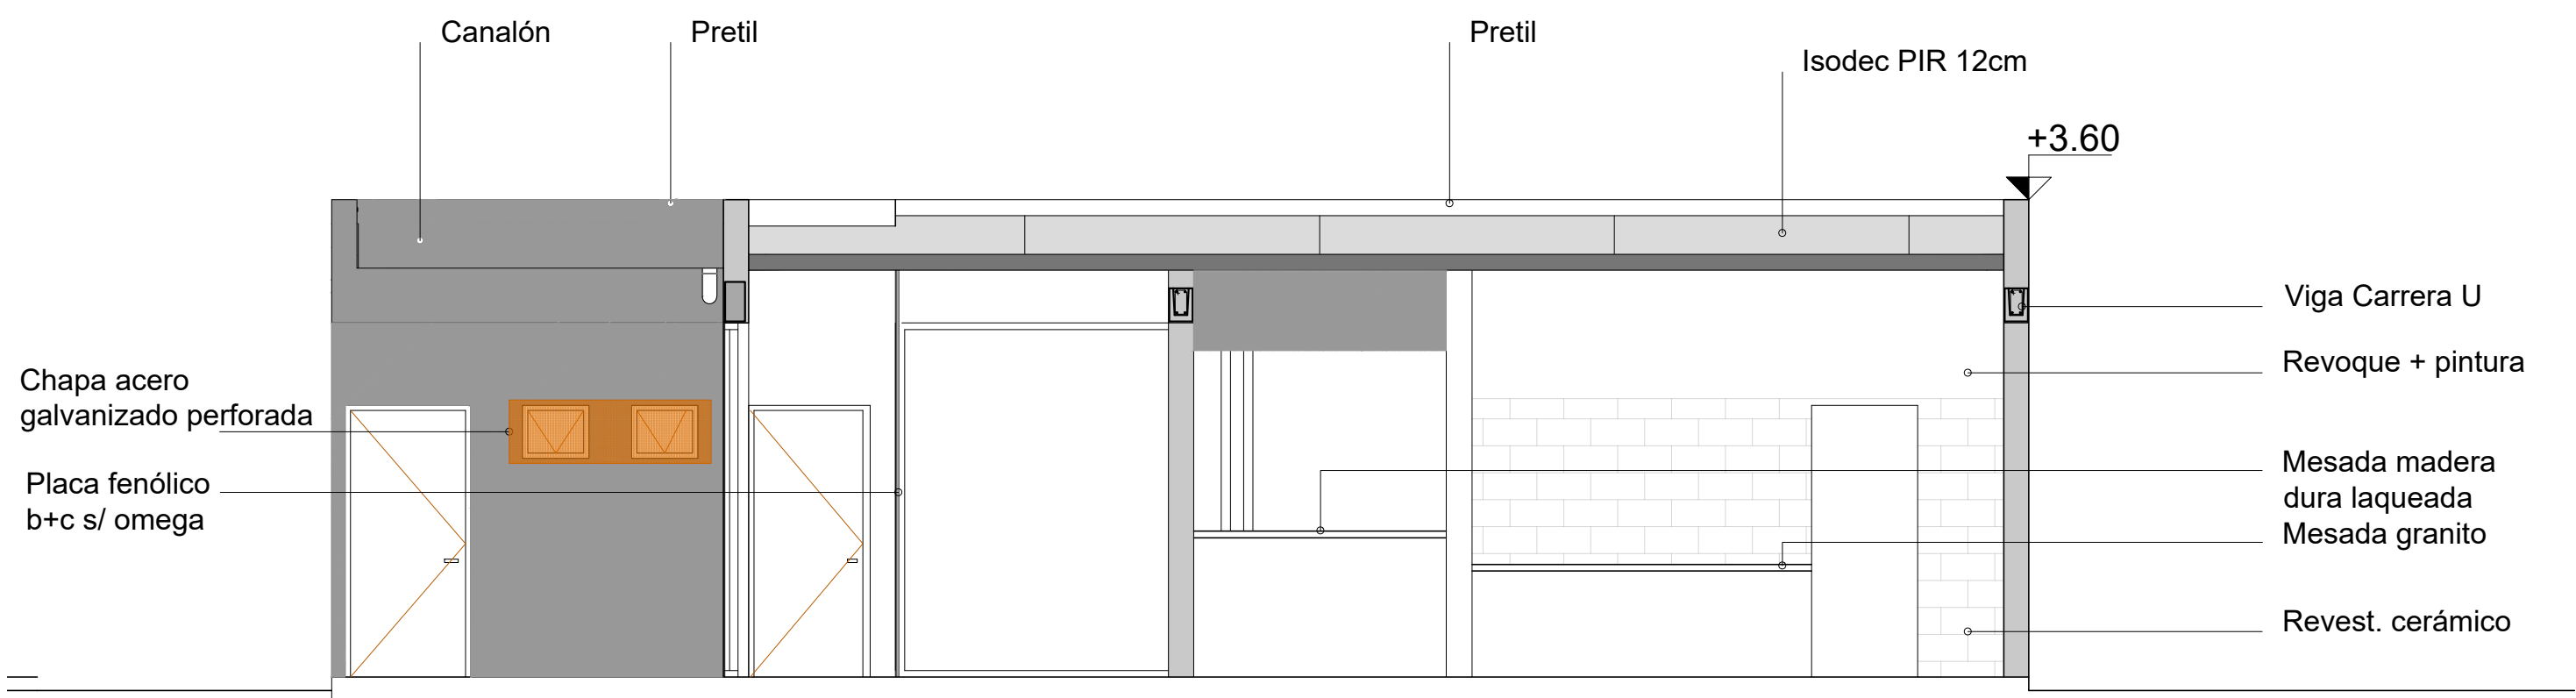 Canalón
Pretil
Pretil
Isodec PIR 12cm
+3.60
Viga Carrera U
Revoque + pintura
Chapa acero
galvanizado perforada
Placa fenólico
b+c s/ omega
Mesada madera
dura laqueada
Mesada granito
Revest. cerámico